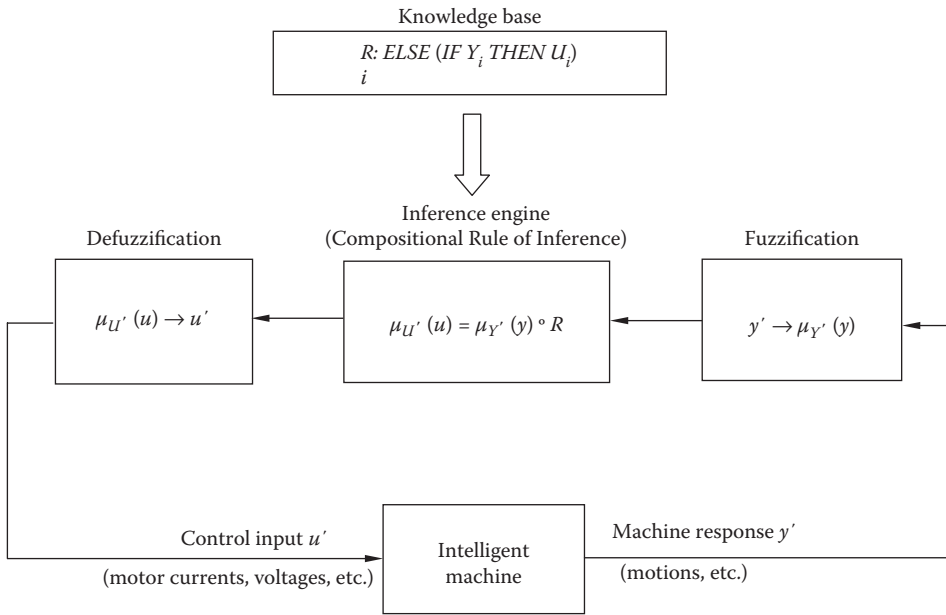 Knowledge base
R: ELSE (IF Y_i THEN U_i)
i
Inference engine
(Compositional Rule of Inference)
Defuzzification
Fuzzification
μ_U′ (u) → u′
μ_U′ (u) = μ_Y′ (y) ∘ R
y′ → μ_Y′ (y)
Control input u′
(motor currents, voltages, etc.)
Intelligent
machine
Machine response y′
(motions, etc.)